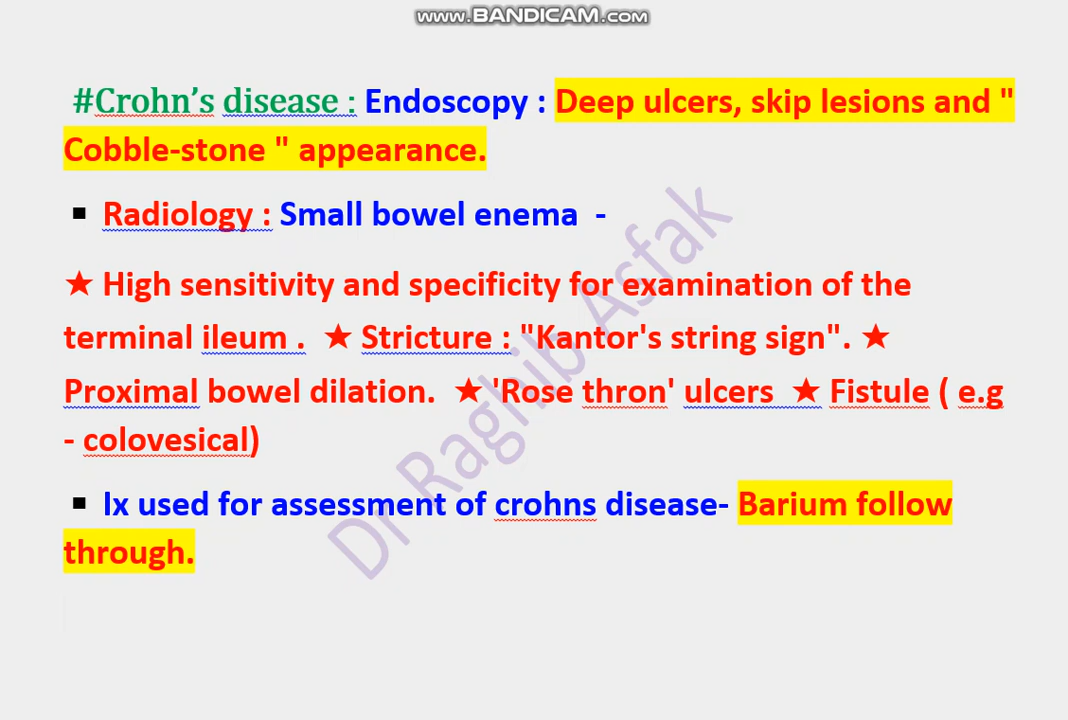 www.BANDICAM.com
#Crohn’s disease : Endoscopy : Deep ulcers, skip lesions and "
Cobble-stone " appearance.
▪ Radiology : Small bowel enema -
★ High sensitivity and specificity for examination of the
terminal ileum . ★ Stricture : "Kantor's string sign". ★
Proximal bowel dilation. ★ 'Rose thron' ulcers ★ Fistule ( e.g
- colovesical)
▪ Ix used for assessment of crohns disease- Barium follow
through.
Dr Raghib Asfak